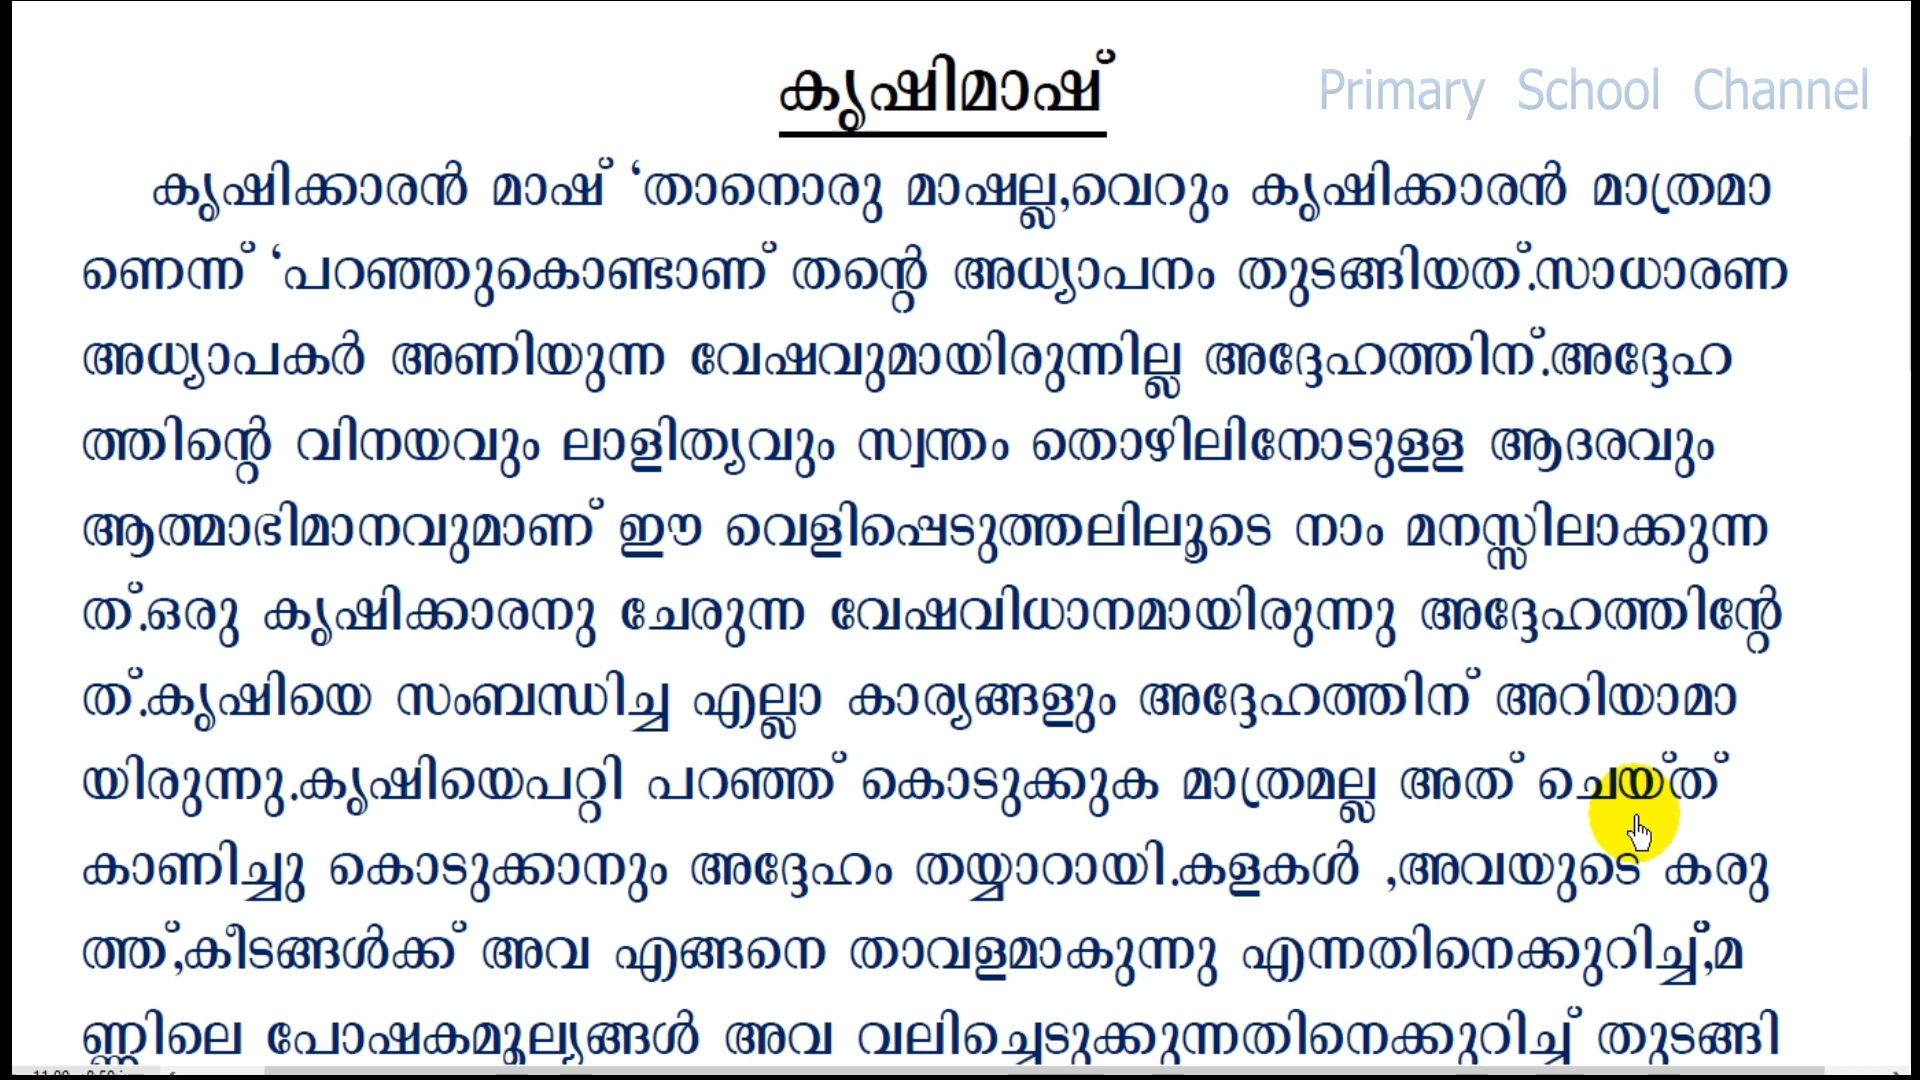 കൃഷിമാഷ്
Primary School Channel
കൃഷിക്കാരൻ മാഷ് ‘താനൊരു മാഷല്ല,വെറും കൃഷിക്കാരൻ മാത്രമാ
ണെന്ന് ‘പറഞ്ഞുകൊണ്ടാണ് തന്റെ അധ്യാപനം തുടങ്ങിയത്.സാധാരണ
അധ്യാപകർ അണിയുന്ന വേഷവുമായിരുന്നില്ല അദ്ദേഹത്തിന്.അദ്ദേഹ
ത്തിന്റെ വിനയവും ലാളിത്യവും സ്വന്തം തൊഴിലിനോടുള്ള ആദരവും
ആത്മാഭിമാനവുമാണ് ഈ വെളിപ്പെടുത്തലിലൂടെ നാം മനസ്സിലാക്കുന്ന
ത്.ഒരു കൃഷിക്കാരനു ചേരുന്ന വേഷവിധാനമായിരുന്നു അദ്ദേഹത്തിന്റേ
ത്.കൃഷിയെ സംബന്ധിച്ച എല്ലാ കാര്യങ്ങളും അദ്ദേഹത്തിന് അറിയാമാ
യിരുന്നു.കൃഷിയെപറ്റി പറഞ്ഞ് കൊടുക്കുക മാത്രമല്ല അത് ചെയ്ത്
കാണിച്ചു കൊടുക്കാനും അദ്ദേഹം തയ്യാറായി.കളകൾ ,അവയുടെ കരു
ത്ത്,കീടങ്ങൾക്ക് അവ എങ്ങനെ താവളമാകുന്നു എന്നതിനെക്കുറിച്ച്,മ
ണ്ണിലെ പോഷകമൂല്യങ്ങൾ അവ വലിച്ചെടുക്കുന്നതിനെക്കുറിച്ച് തുടങ്ങി